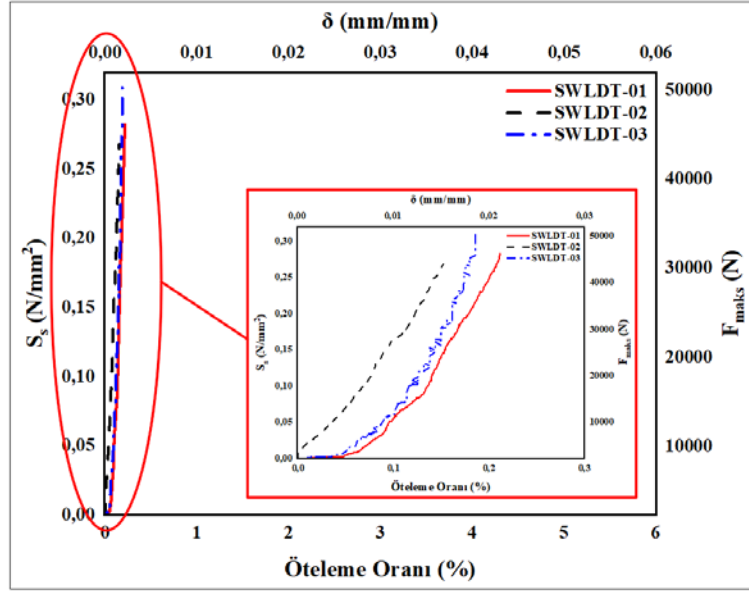 δ (mm/mm)
0,00 0,01 0,02 0,03 0,04 0,05 0,06
0,30 0,25 0,20 0,15 0,10 0,05 0,00
S_s (N/mm²)
SWLDT-01
SWLDT-02
SWLDT-03
50000 40000 30000 20000 10000
F_maks (N)
δ (mm/mm)
0,00 0,01 0,02 0,03
0,30 0,25 0,20 0,15 0,10 0,05 0,00
S_s (N/mm²)
SWLDT-01
SWLDT-02
SWLDT-03
50000 40000 30000 20000 10000
F_maks (N)
0,0 0,1 0,2 0,3
Öteleme Oranı (%)
0 1 2 3 4 5 6
Öteleme Oranı (%)